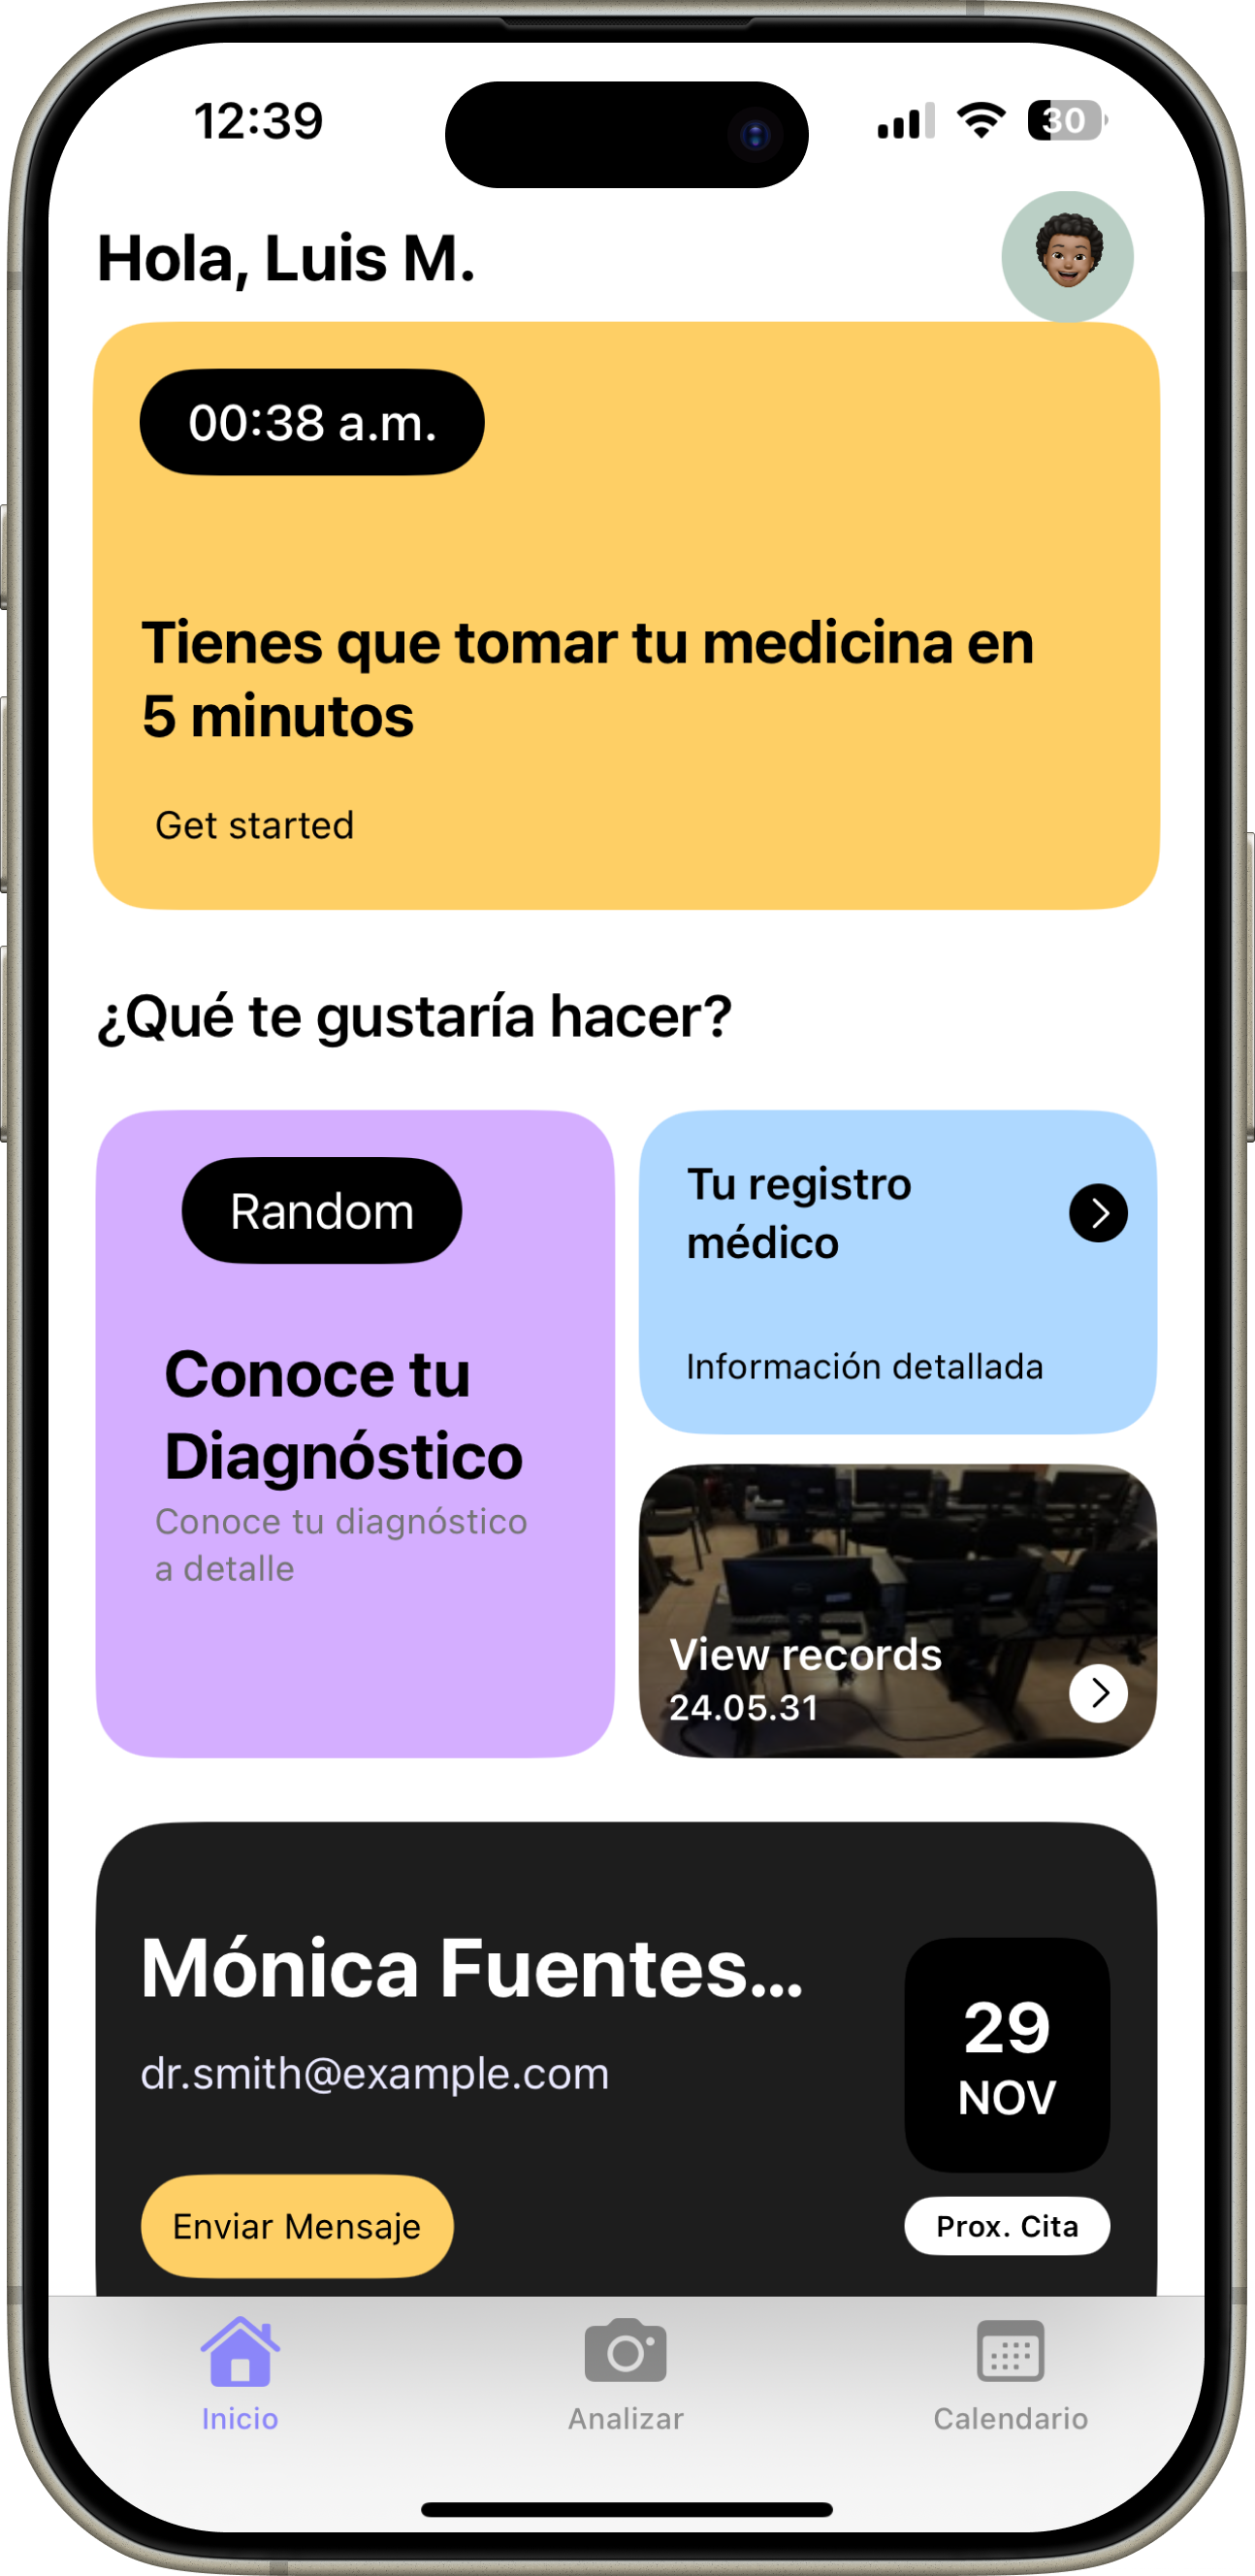 12:39
30
Hola, Luis M.
00:38 a.m.
Tienes que tomar tu medicina en
5 minutos
Get started
¿Qué te gustaría hacer?
Random
Conoce tu
Diagnóstico
Conoce tu diagnóstico
a detalle
Tu registro
médico
Información detallada
View records
24.05.31
Mónica Fuentes...
dr.smith@example.com
Enviar Mensaje
29
NOV
Prox. Cita
Inicio
Analizar
Calendario